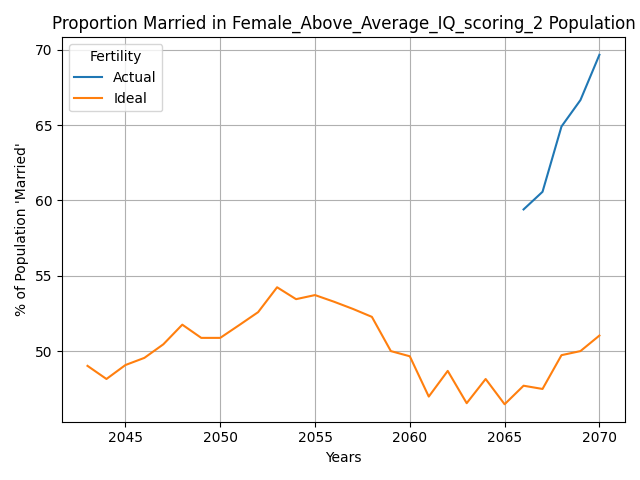 Proportion Married in Female_Above_Average_IQ_scoring_2 Population
Fertility
Actual
Ideal
% of Population 'Married'
70
65
60
55
50
2045 2050 2055 2060 2065 2070
Years